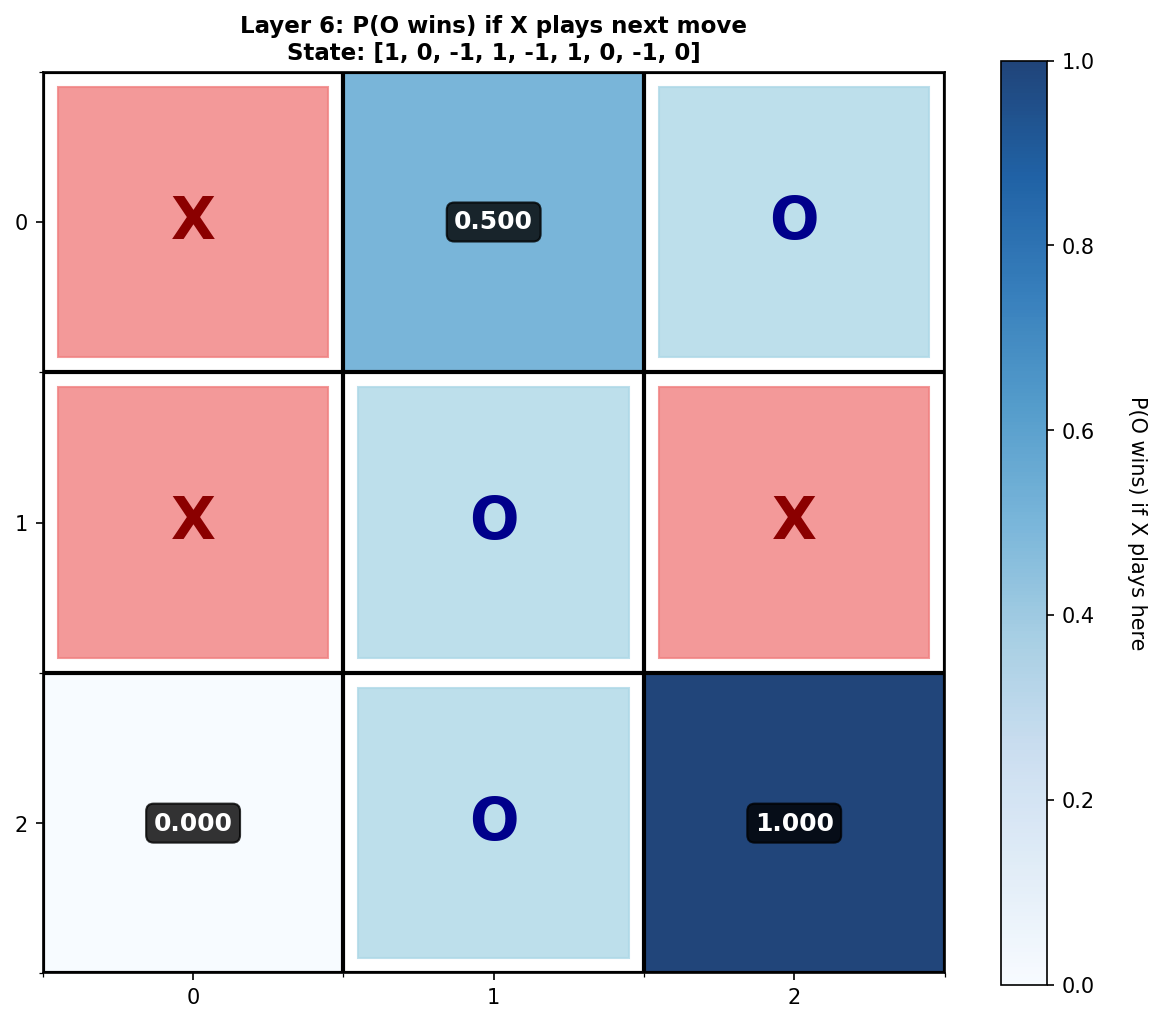 Layer 6: P(O wins) if X plays next move
State: [1, 0, -1, 1, -1, 1, 0, -1, 0]
0
X
0.500
O
1
X
O
X
2
0.000
O
1.000
0
1
2
1.0
0.8
0.6
0.4
0.2
0.0
P(O wins) if X plays here